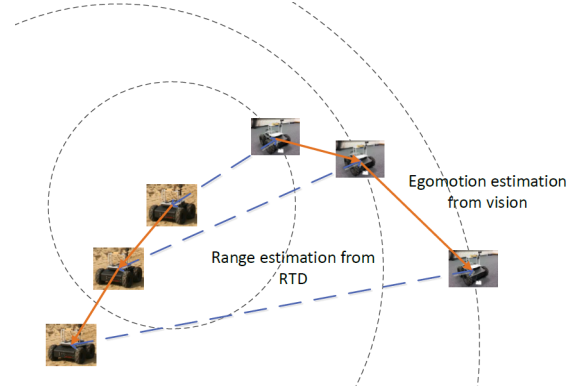 Egomotion estimation
from vision
Range estimation from
RTD